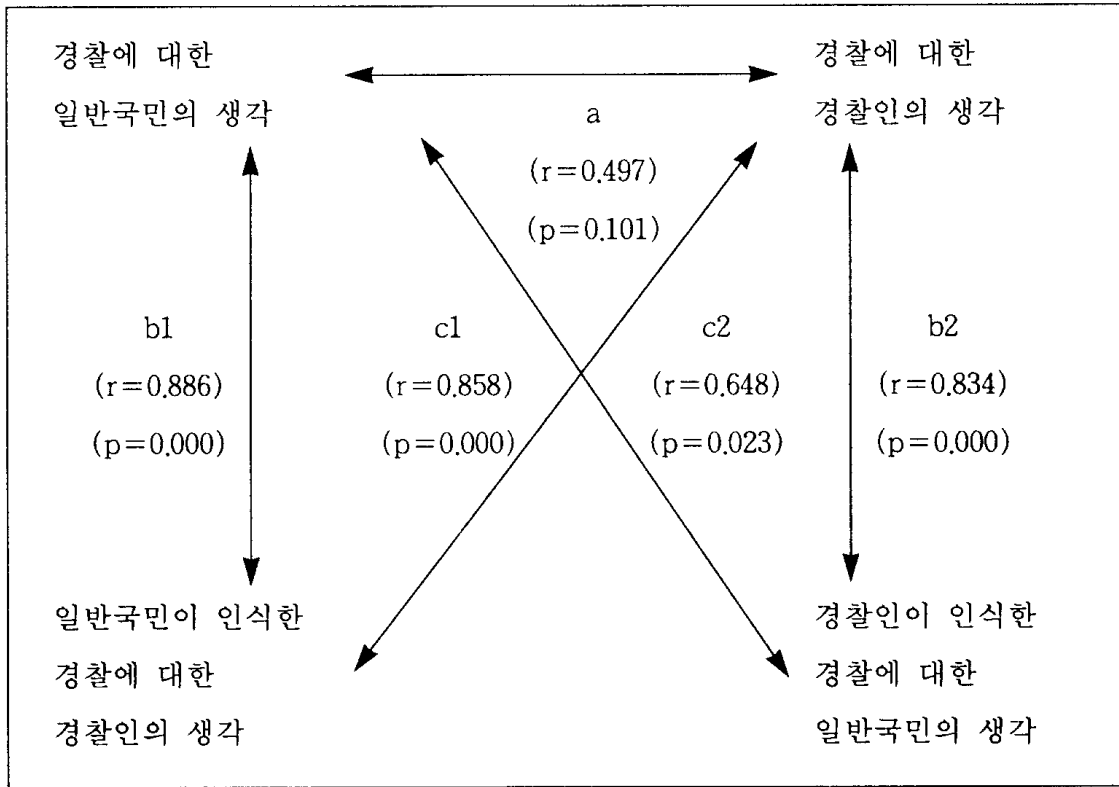 경찰에 대한
일반국민의 생각
경찰에 대한
경찰인의 생각
a
(r=0.497)
(p=0.101)
b1
(r=0.886)
(p=0.000)
c1
(r=0.858)
(p=0.000)
c2
(r=0.648)
(p=0.023)
b2
(r=0.834)
(p=0.000)
일반국민이 인식한
경찰에 대한
경찰인의 생각
경찰인이 인식한
경찰에 대한
일반국민의 생각